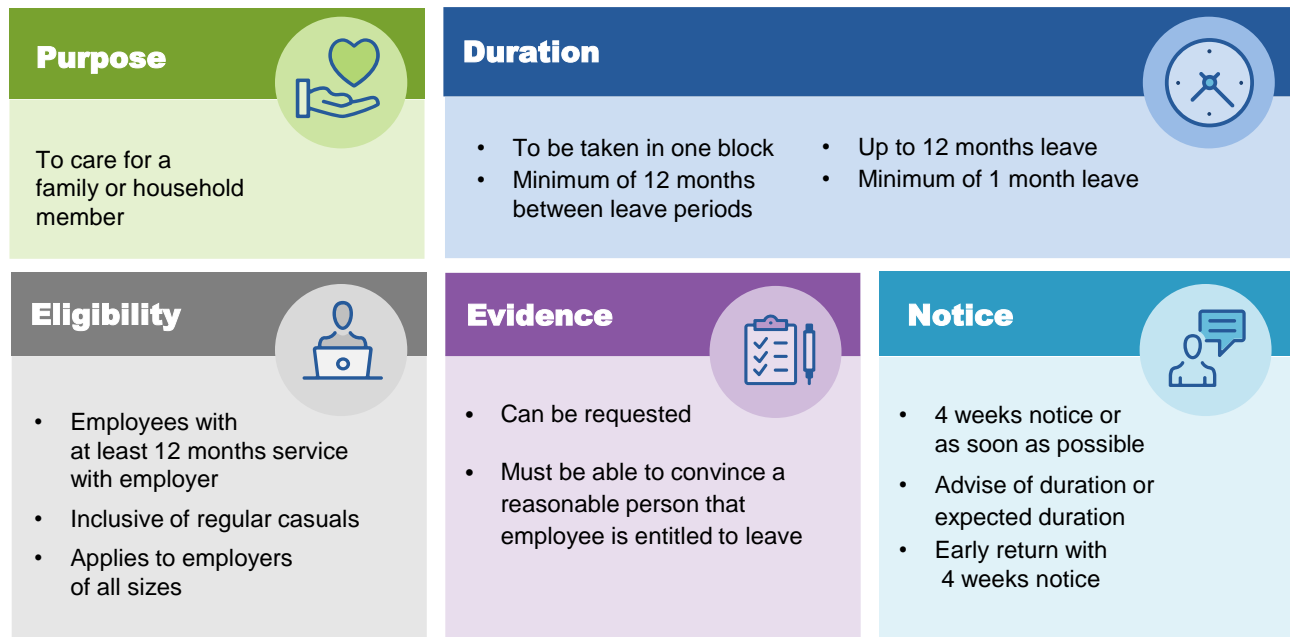 Purpose
To care for a
family or household
member
Duration
• To be taken in one block
• Minimum of 12 months
between leave periods
• Up to 12 months leave
• Minimum of 1 month leave
Eligibility
• Employees with
at least 12 months service
with employer
• Inclusive of regular casuals
• Applies to employers
of all sizes
Evidence
• Can be requested
• Must be able to convince a
reasonable person that
employee is entitled to leave
Notice
• 4 weeks notice or
as soon as possible
• Advise of duration or
expected duration
• Early return with
4 weeks notice